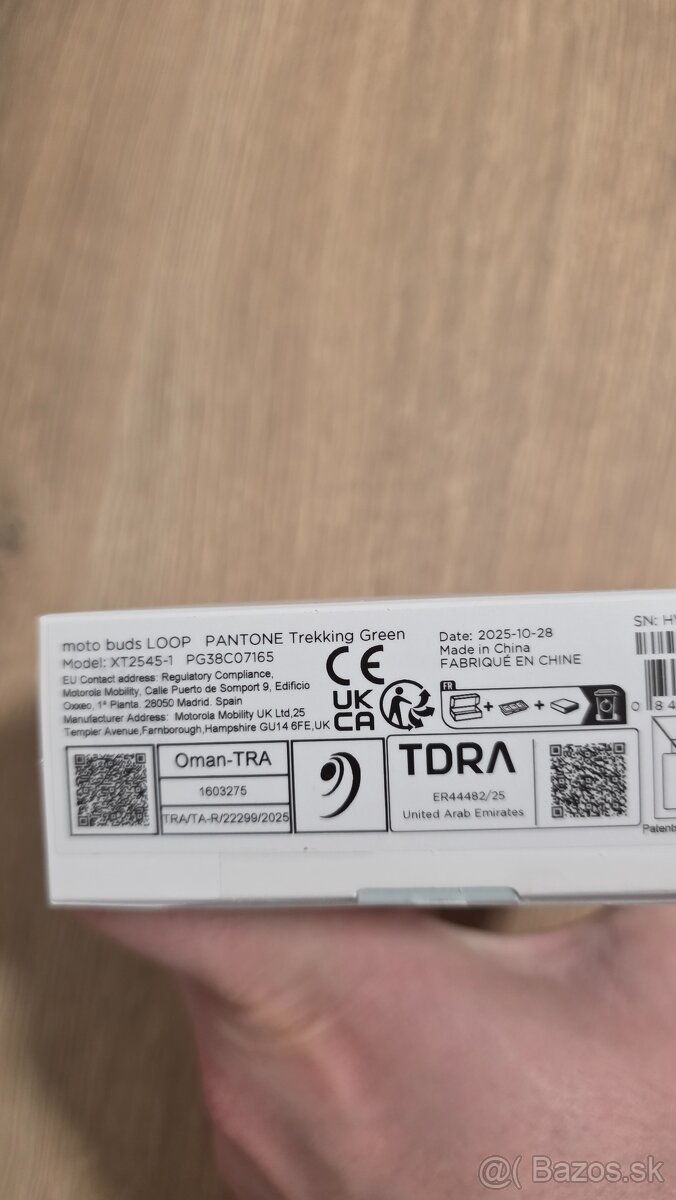 moto buds LOOP PANTONE Trekking Green
Model: XT2545-1 PG38C07165
EU Contact address: Regulatory Compliance,
Motorola Mobility, Calle Puerto de Somport 9, Edificio
Oxxeo, 1ª Planta. 28050 Madrid. Spain
Manufacturer Address: Motorola Mobility UK Ltd,25
Templer Avenue,Farnborough,Hampshire GU14 6FE,UK
CE
UK
CA
Date: 2025-10-28
Made in China
FABRIQUÉ EN CHINE
FR
SN:
0 84
Oman-TRA
1603275
TRA/TA-R/22299/2025
TDRA
ER44482/25
United Arab Emirates
Patents
@( Bazos.sk